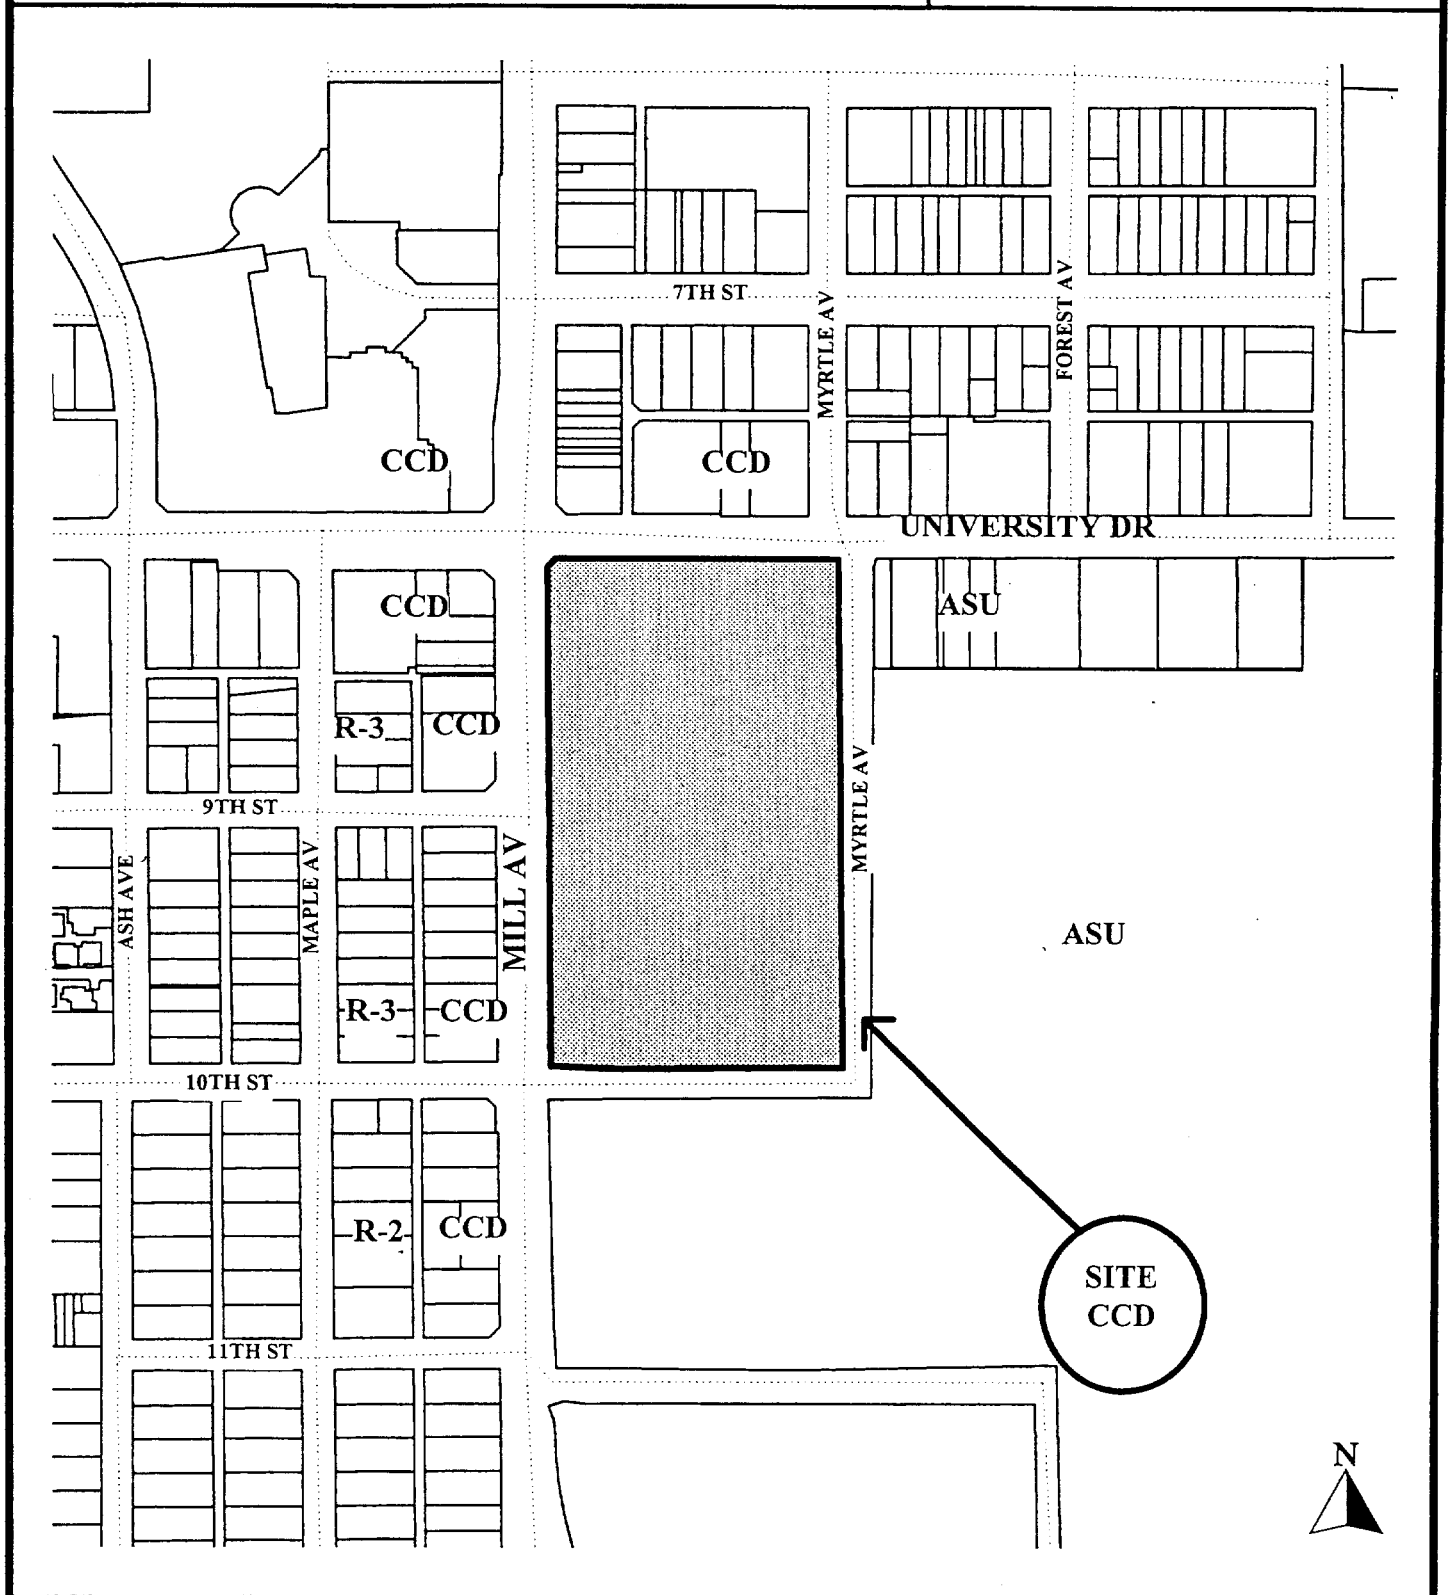 7TH ST
MYRTLE AV
FOREST AV
CCD
CCD
UNIVERSITY DR
CCD
ASU
R-3
CCD
MYRTLE AV
9TH ST
ASH AVE
MAPLE AV
MILL AV
ASU
R-3
CCD
10TH ST
R-2
CCD
SITE
CCD
11TH ST
N